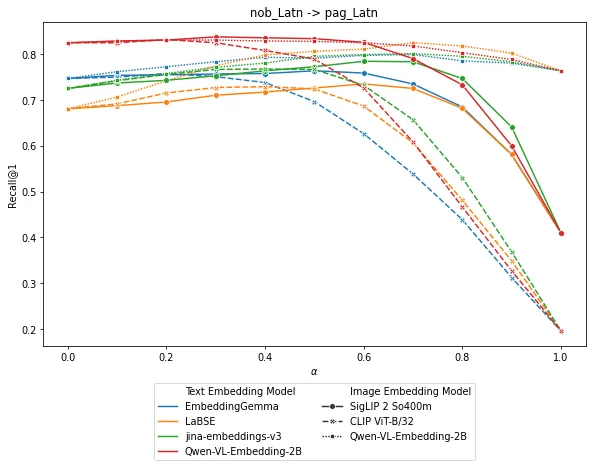 nob_Latn -> pag_Latn
Recall@1
0.8
0.7
0.6
0.5
0.4
0.3
0.2
0.0 0.2 0.4 0.6 0.8 1.0
α
Text Embedding Model Image Embedding Model
EmbeddingGemma SigLIP 2 So400m
LaBSE CLIP ViT-B/32
jina-embeddings-v3 Qwen-VL-Embedding-2B
Qwen-VL-Embedding-2B